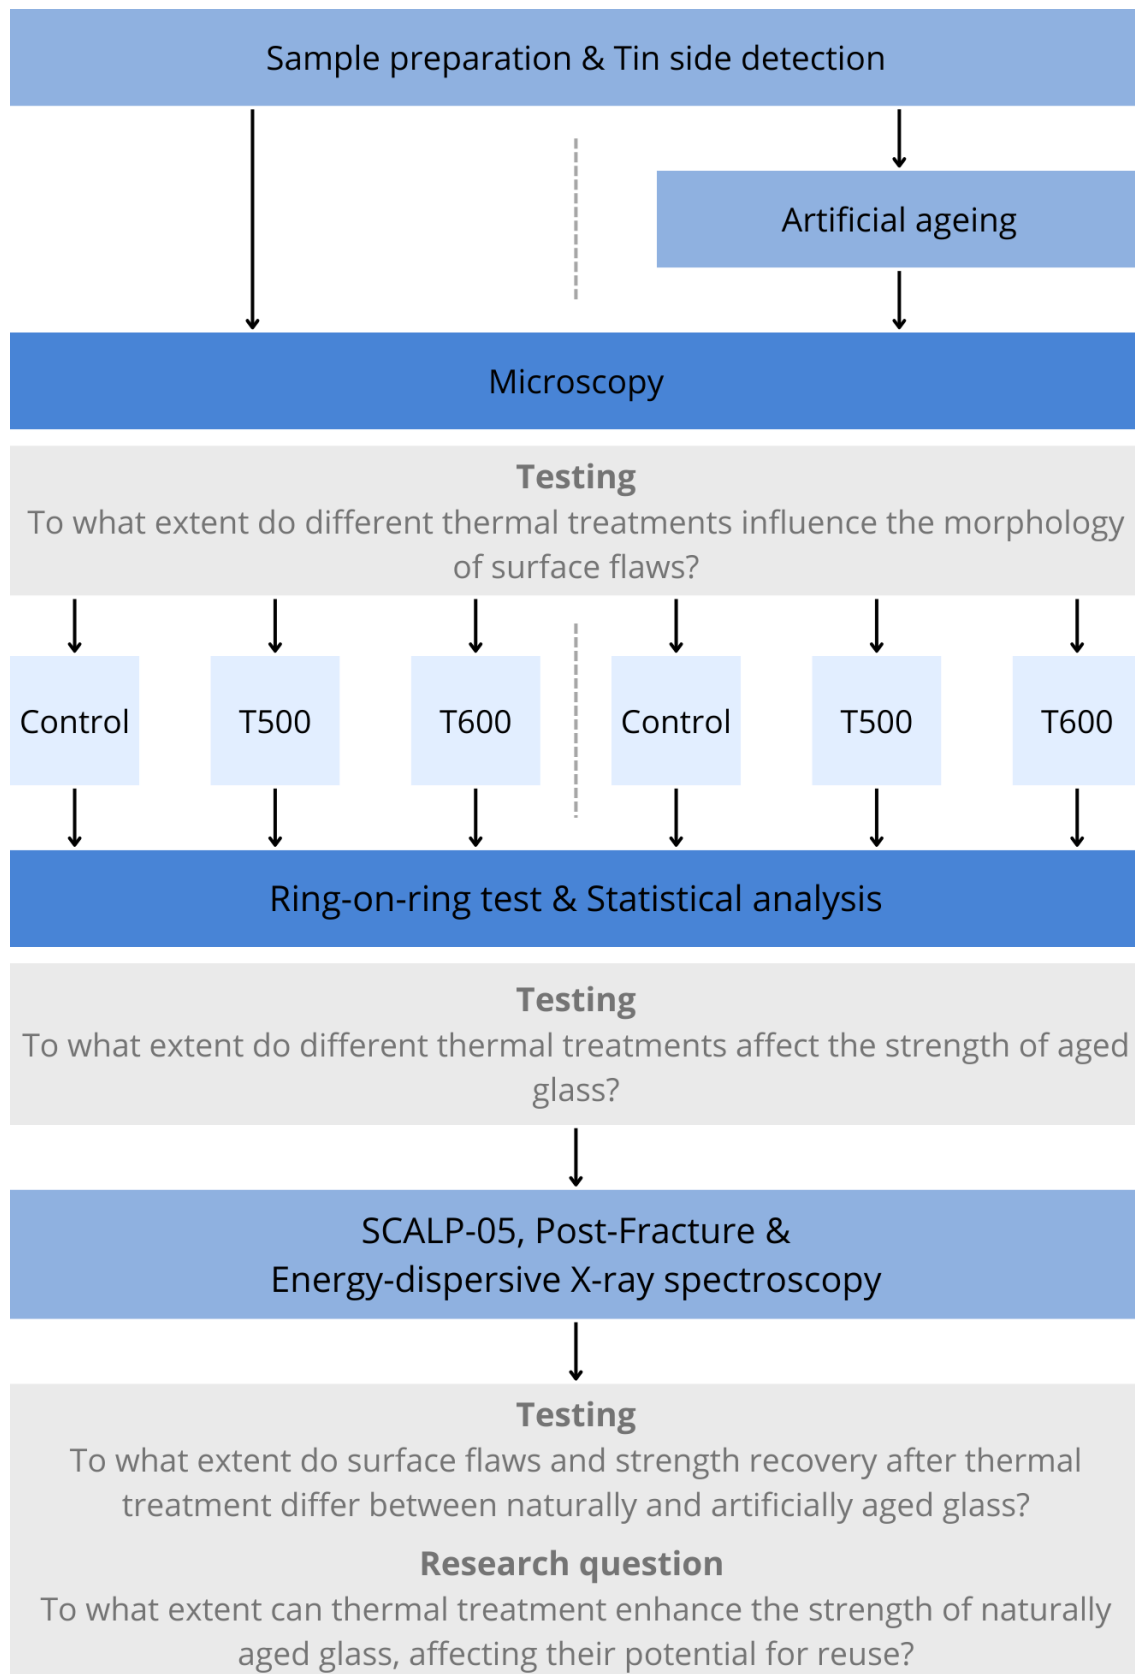 Sample preparation & Tin side detection
Artificial ageing
Microscopy
Testing
To what extent do different thermal treatments influence the morphology
of surface flaws?
Control
T500
T600
Control
T500
T600
Ring-on-ring test & Statistical analysis
Testing
To what extent do different thermal treatments affect the strength of aged
glass?
SCALP-05, Post-Fracture &
Energy-dispersive X-ray spectroscopy
Testing
To what extent do surface flaws and strength recovery after thermal
treatment differ between naturally and artificially aged glass?
Research question
To what extent can thermal treatment enhance the strength of naturally
aged glass, affecting their potential for reuse?